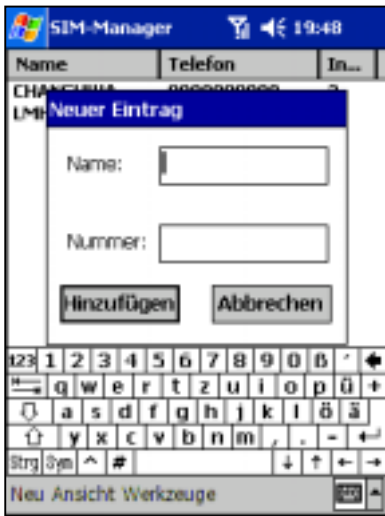 SIM-Manager 19:48
Name Telefon In...
Neuer Eintrag
Name:
Nummer:
Hinzufügen Abbrechen
123 1 2 3 4 5 6 7 8 9 0 ß ´
q w e r t z u i o p ü +
a s d f g h j k l ö ä
y x c v b n m , . -
Strg Sym ^ #
Neu Ansicht Werkzeuge